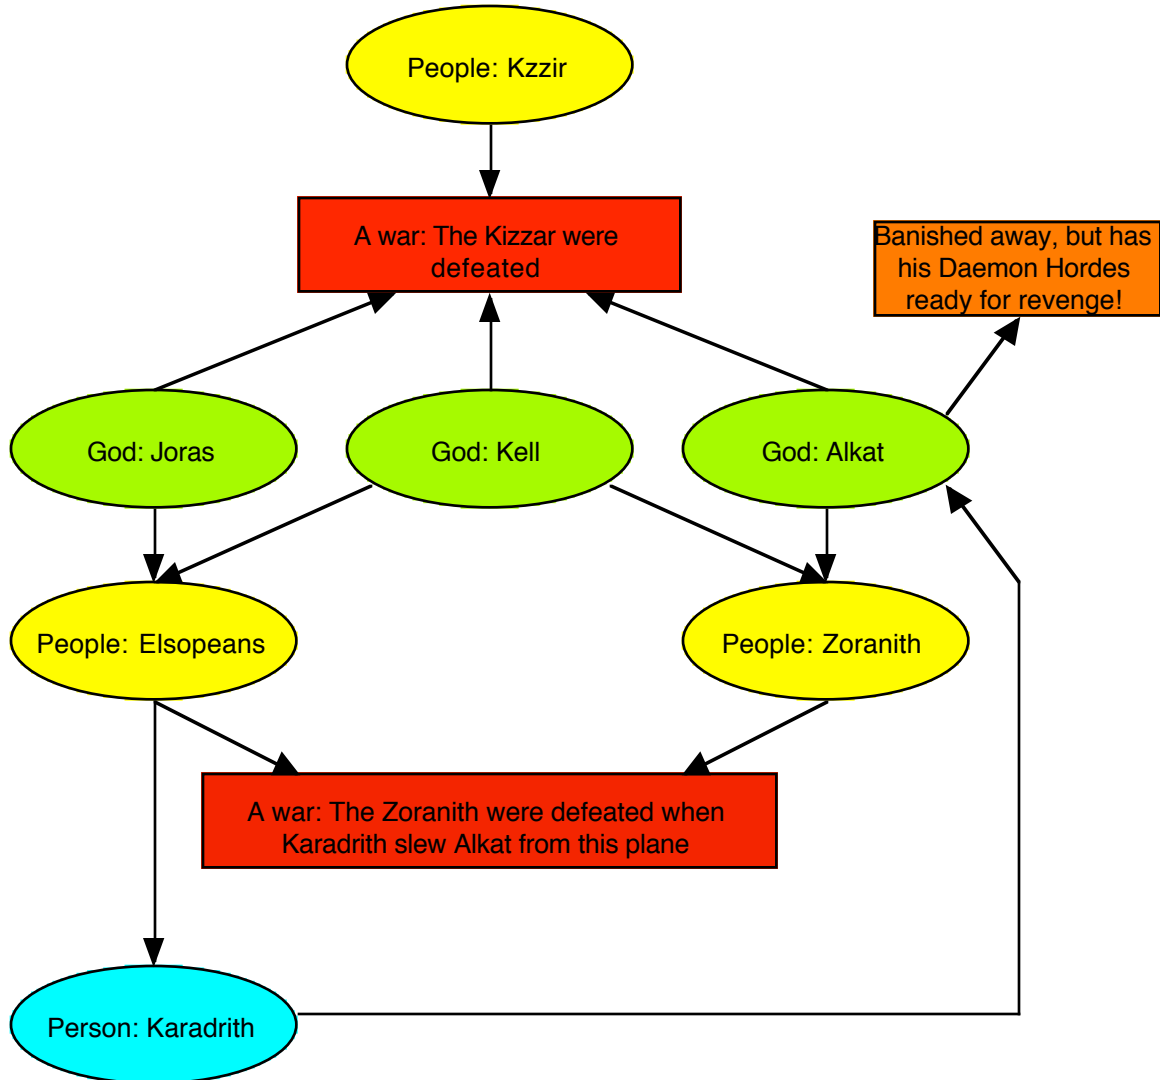 People: Kzzir
A war: The Kizzar were
defeated
Banished away, but has
his Daemon Hordes
ready for revenge!
God: Joras
God: Kell
God: Alkat
People: Elsopeans
People: Zoranith
A war: The Zoranith were defeated when
Karadrith slew Alkat from this plane
Person: Karadrith